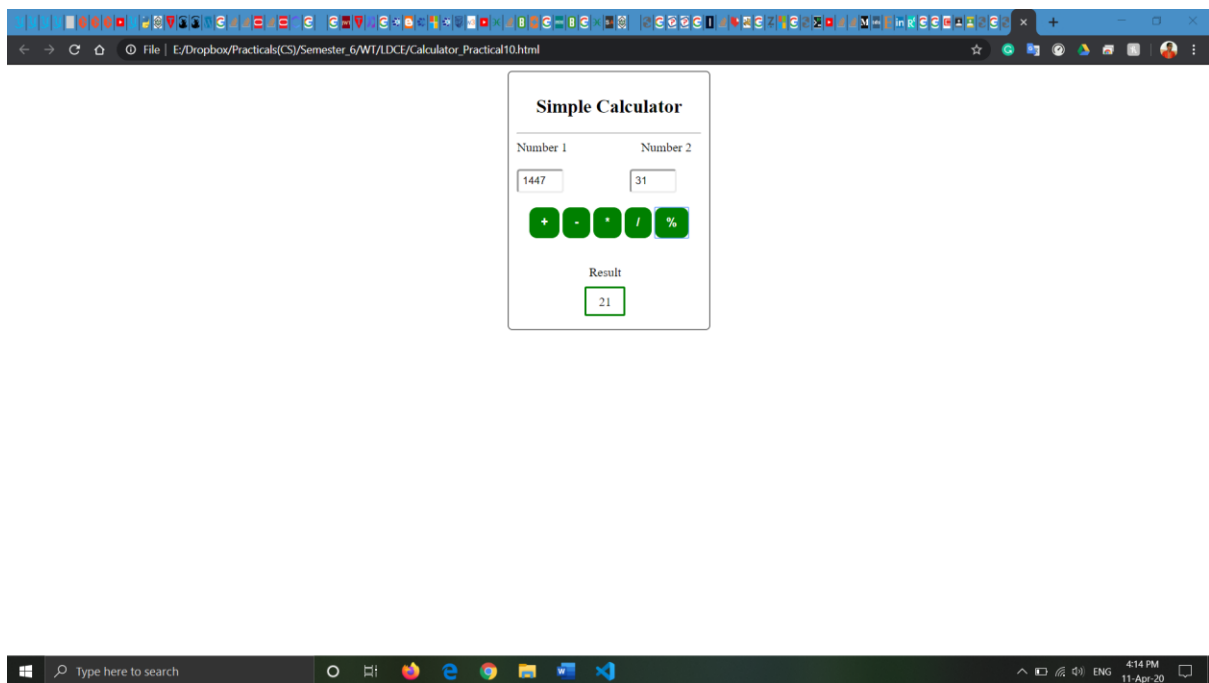 File | E:/Dropbox/Practicals(CS)/Semester_6/WT/LDCE/Calculator_Practical10.html
Simple Calculator
Number 1 Number 2
1447 31
+ - * / %
Result
21
Type here to search
ENG 4:14 PM
11-Apr-20